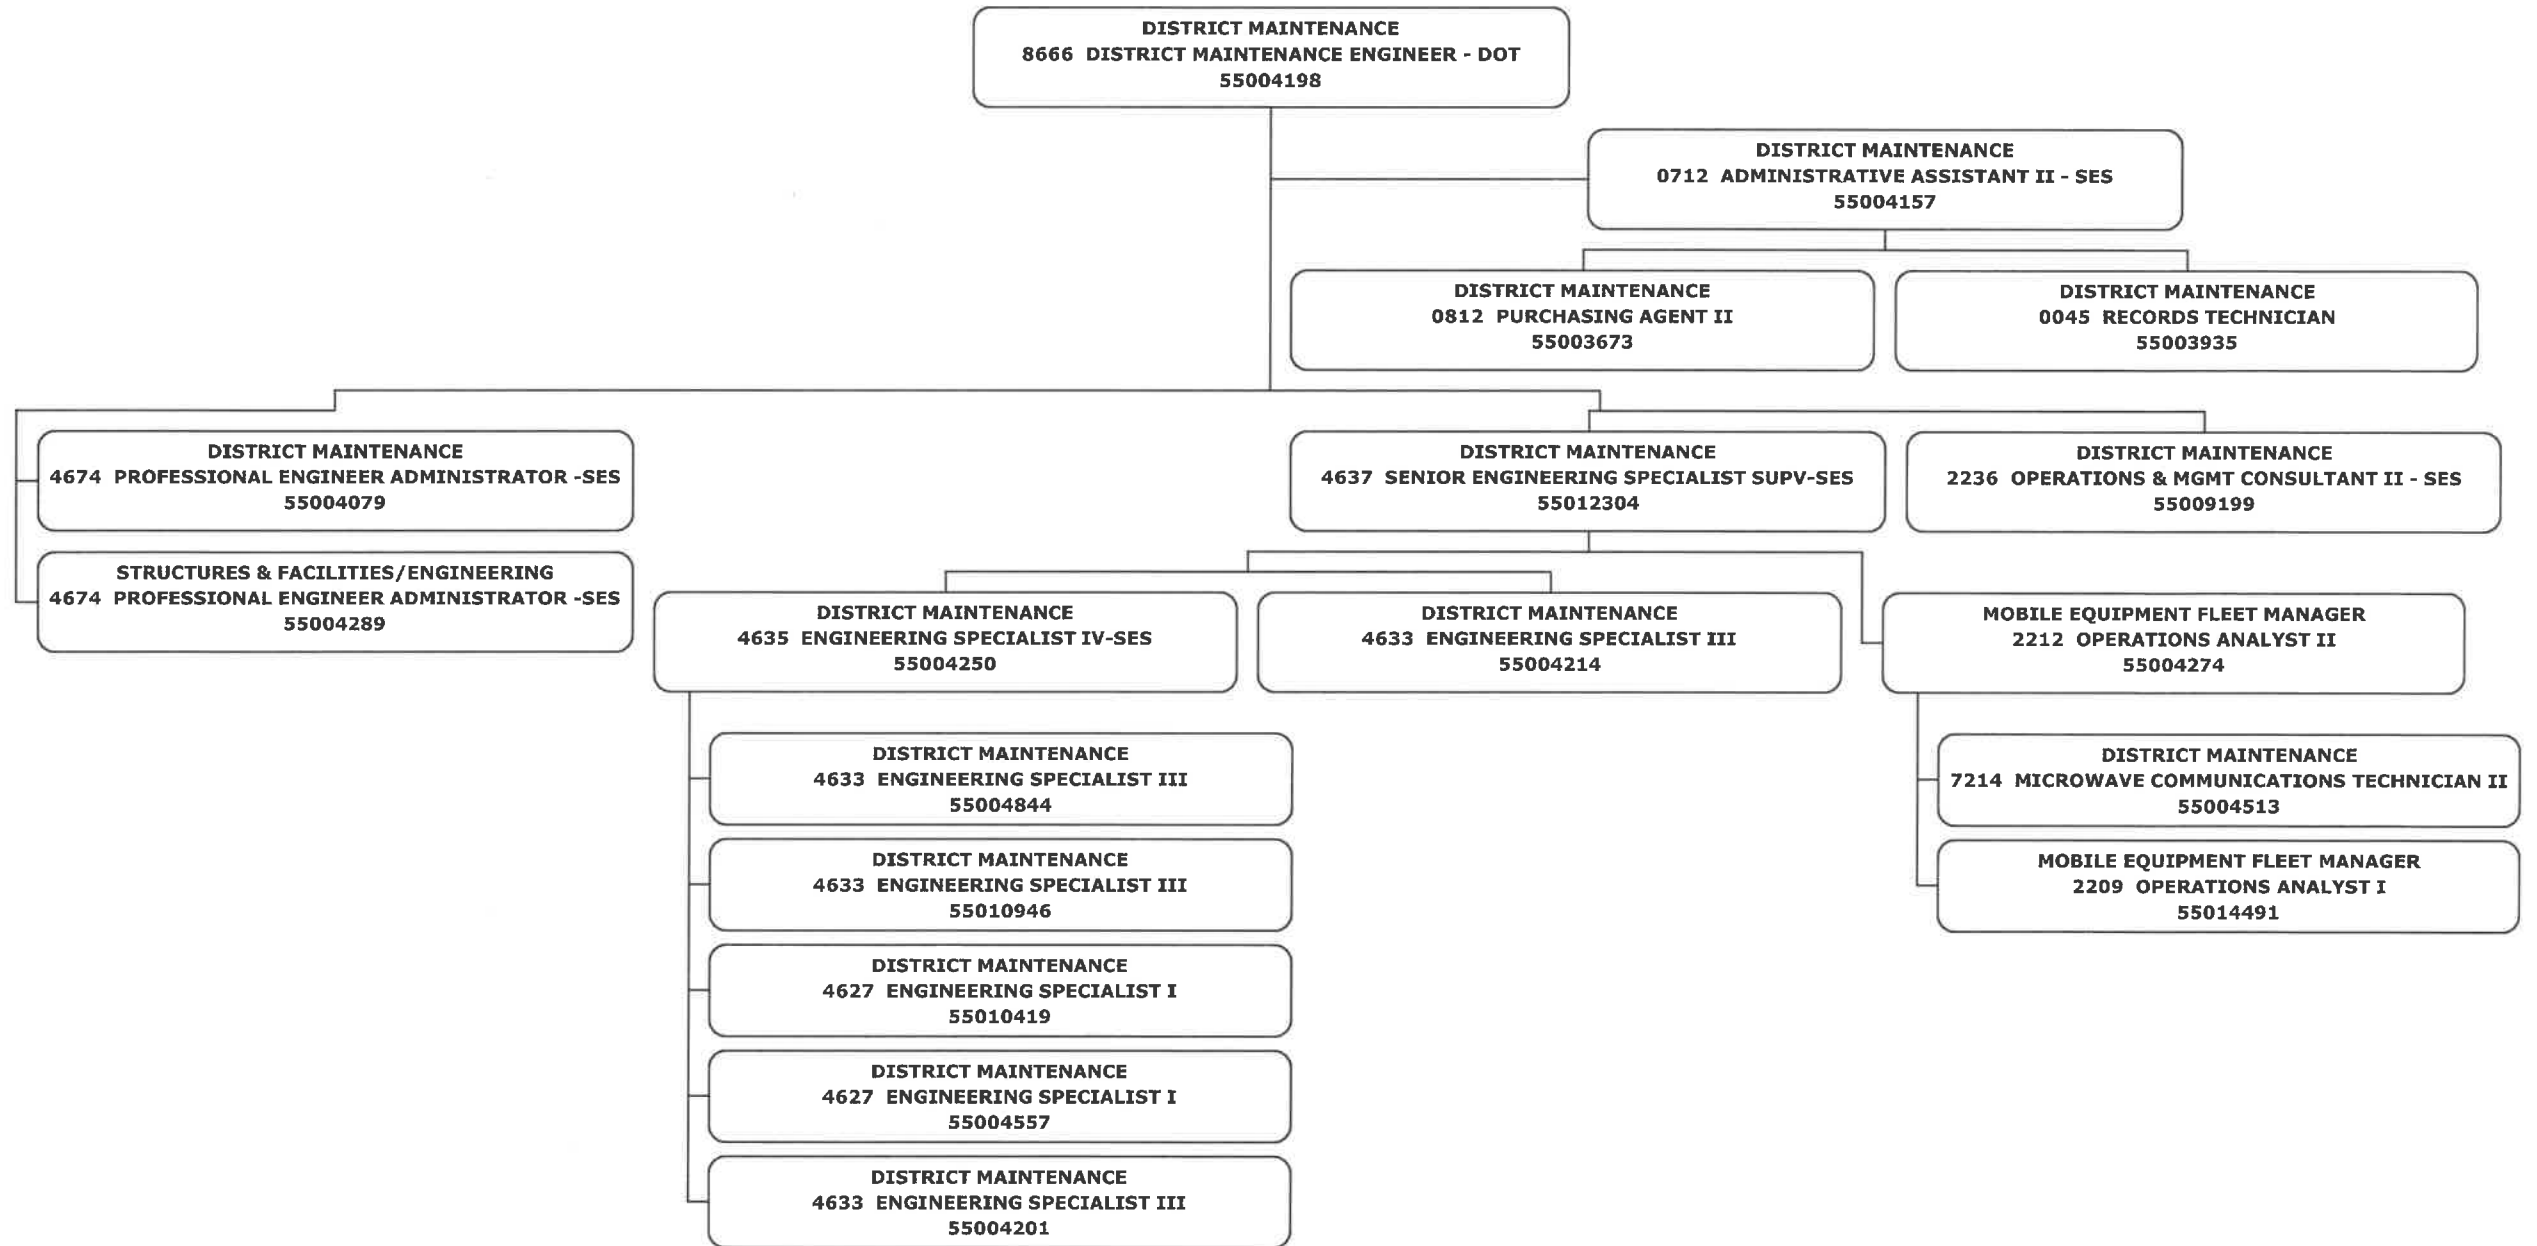 DISTRICT MAINTENANCE
8666 DISTRICT MAINTENANCE ENGINEER - DOT
55004198
DISTRICT MAINTENANCE
0712 ADMINISTRATIVE ASSISTANT II - SES
55004157
DISTRICT MAINTENANCE
0812 PURCHASING AGENT II
55003673
DISTRICT MAINTENANCE
0045 RECORDS TECHNICIAN
55003935
DISTRICT MAINTENANCE
4674 PROFESSIONAL ENGINEER ADMINISTRATOR -SES
55004079
STRUCTURES & FACILITIES/ENGINEERING
4674 PROFESSIONAL ENGINEER ADMINISTRATOR -SES
55004289
DISTRICT MAINTENANCE
4637 SENIOR ENGINEERING SPECIALIST SUPV-SES
55012304
DISTRICT MAINTENANCE
2236 OPERATIONS & MGMT CONSULTANT II - SES
55009199
DISTRICT MAINTENANCE
4635 ENGINEERING SPECIALIST IV-SES
55004250
DISTRICT MAINTENANCE
4633 ENGINEERING SPECIALIST III
55004214
MOBILE EQUIPMENT FLEET MANAGER
2212 OPERATIONS ANALYST II
55004274
DISTRICT MAINTENANCE
4633 ENGINEERING SPECIALIST III
55004844
DISTRICT MAINTENANCE
4633 ENGINEERING SPECIALIST III
55010946
DISTRICT MAINTENANCE
4627 ENGINEERING SPECIALIST I
55010419
DISTRICT MAINTENANCE
4627 ENGINEERING SPECIALIST I
55004557
DISTRICT MAINTENANCE
4633 ENGINEERING SPECIALIST III
55004201
DISTRICT MAINTENANCE
7214 MICROWAVE COMMUNICATIONS TECHNICIAN II
55004513
MOBILE EQUIPMENT FLEET MANAGER
2209 OPERATIONS ANALYST I
55014491